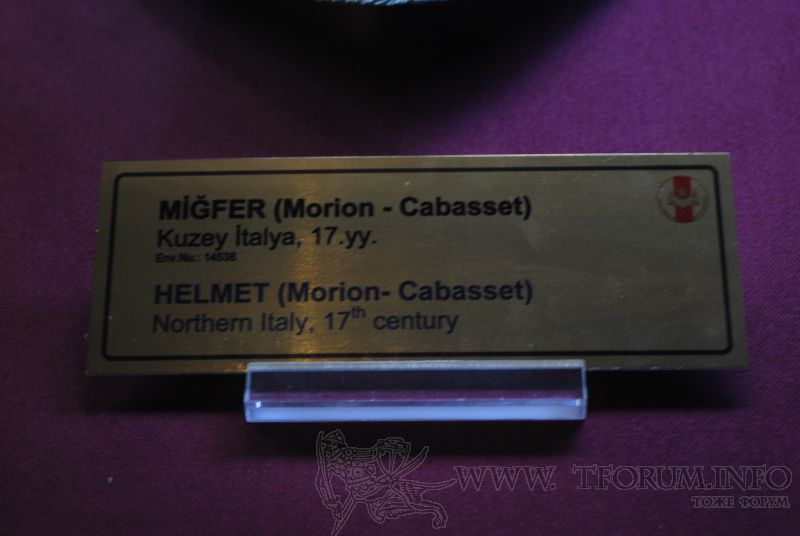 MİĞFER (Morion - Cabasset)
Kuzey İtalya, 17.yy.
Env.Nu.: 14538
HELMET (Morion- Cabasset)
Northern Italy, 17th century
www. TFORUM.INFO
ТОЖЕ ФОРУМ